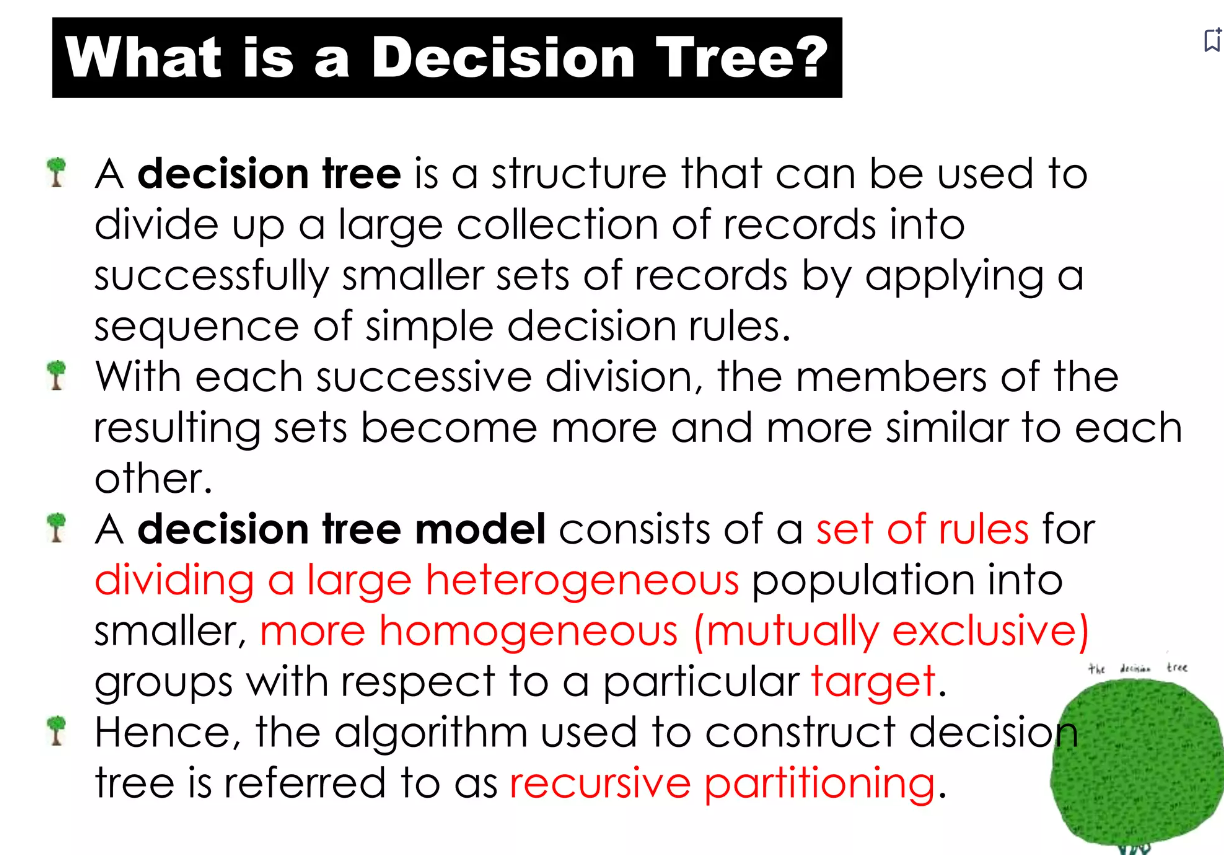 What is a Decision Tree?
A decision tree is a structure that can be used to
divide up a large collection of records into
successfully smaller sets of records by applying a
sequence of simple decision rules.
With each successive division, the members of the
resulting sets become more and more similar to each
other.
A decision tree model consists of a set of rules for
dividing a large heterogeneous population into
smaller, more homogeneous (mutually exclusive)
groups with respect to a particular target.
the decision tree
Hence, the algorithm used to construct decision
tree is referred to as recursive partitioning.